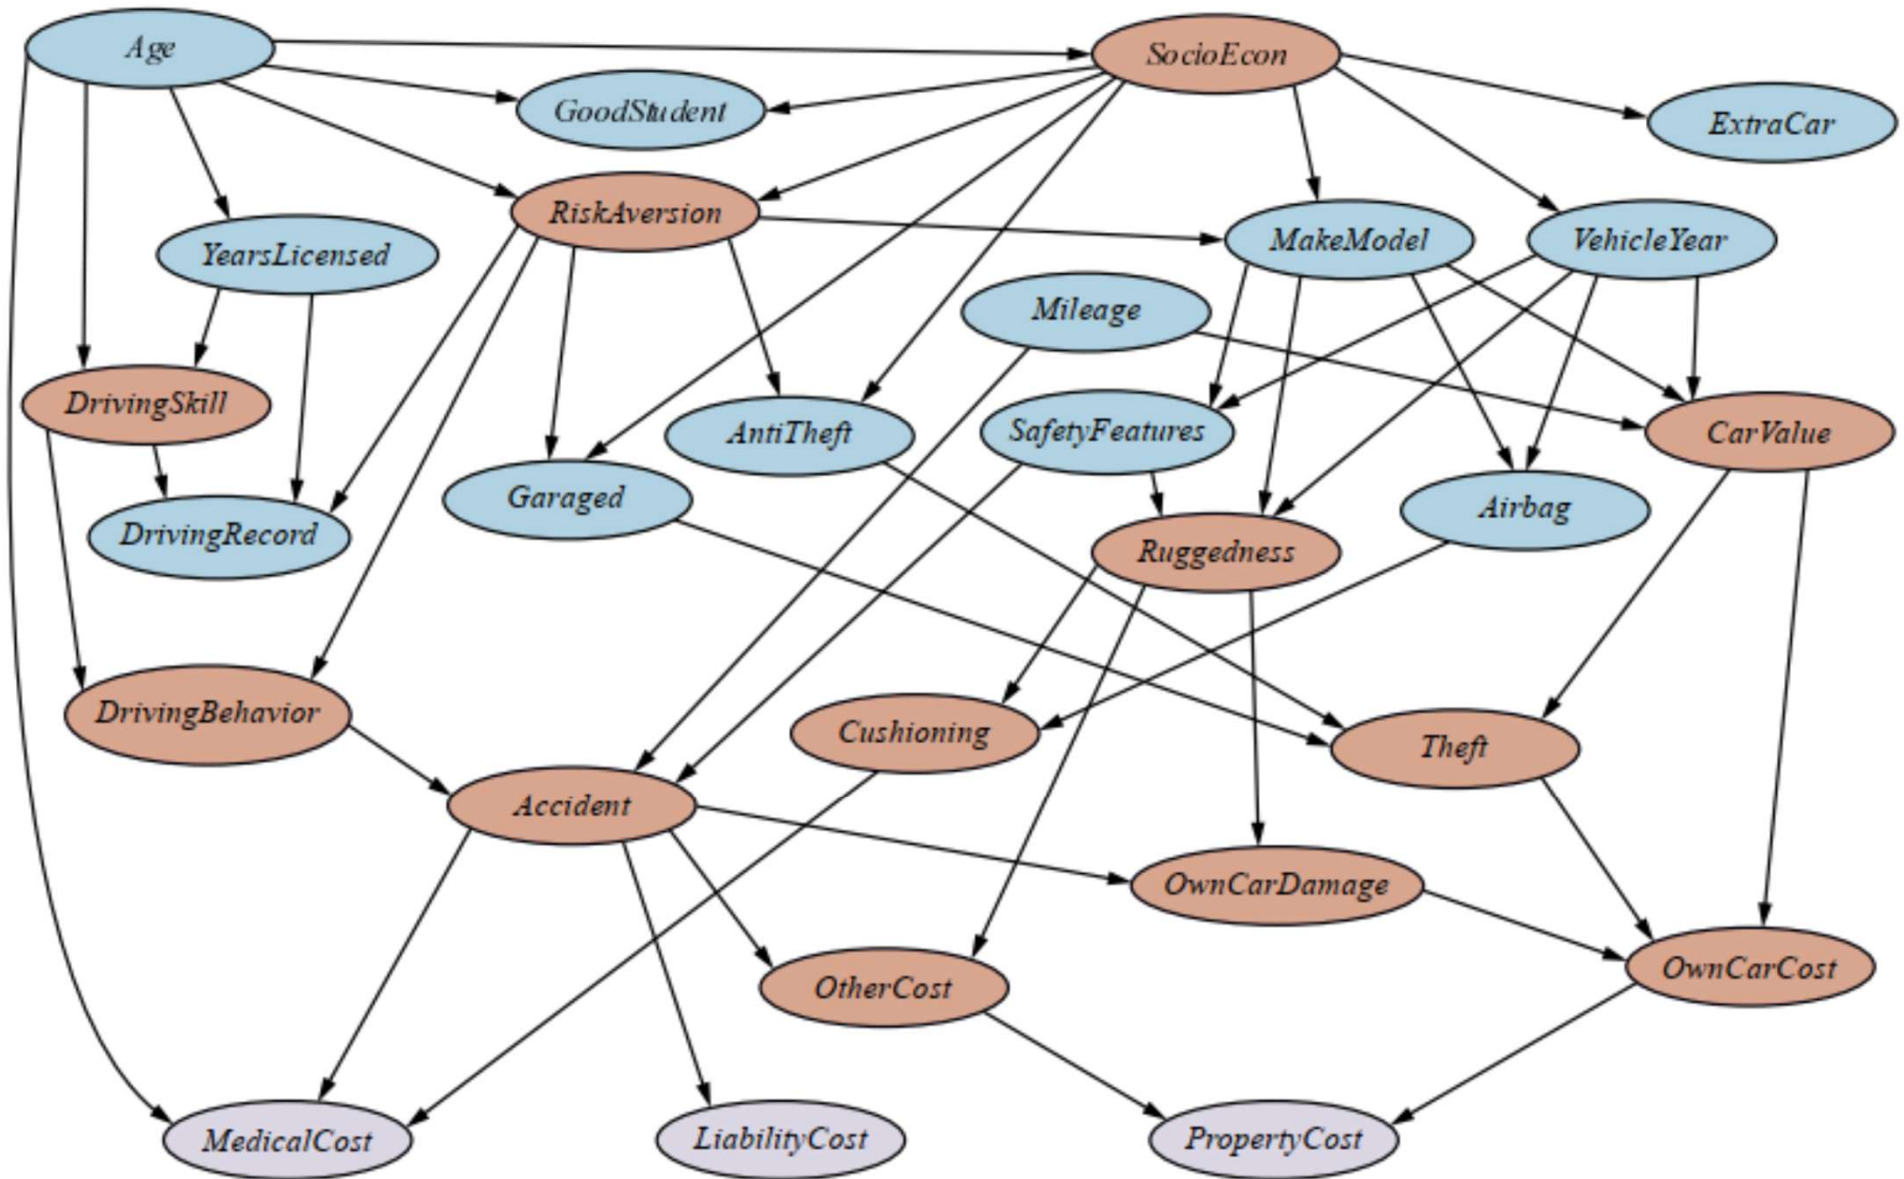 Age
SocioEcon
GoodStudent
ExtraCar
RiskAversion
YearsLicensed
MakeModel
VehicleYear
Mileage
DrivingSkill
AntiTheft
SafetyFeatures
CarValue
Garaged
Airbag
DrivingRecord
Ruggedness
DrivingBehavior
Cushioning
Theft
Accident
OwnCarDamage
OtherCost
OwnCarCost
MedicalCost
LiabilityCost
PropertyCost